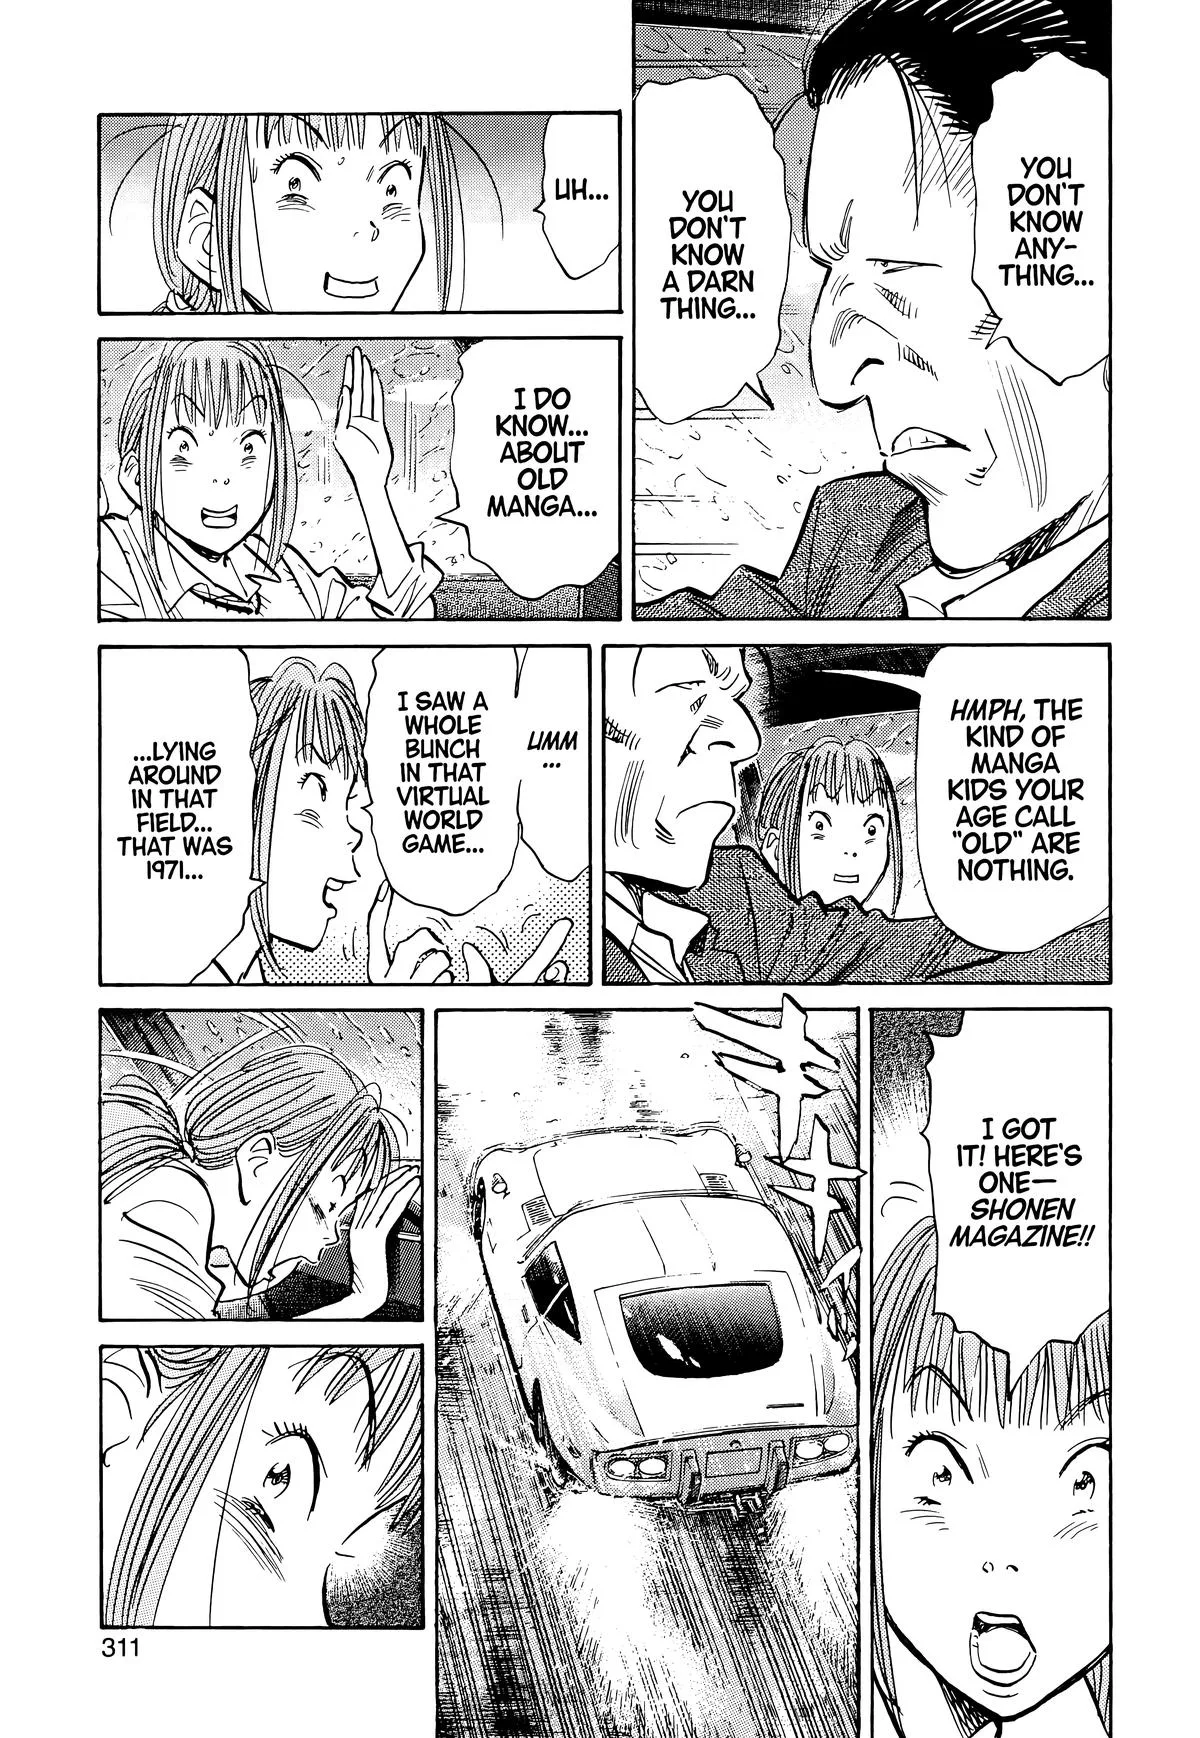 YOU
DON'T
KNOW
ANY-
THING...
YOU
DON'T
KNOW
A DARN
THING...
UH...
I DO
KNOW...
ABOUT
OLD
MANGA...
HMPH, THE
KIND OF
MANGA
KIDS YOUR
AGE CALL
"OLD" ARE
NOTHING.
UMM
...
I SAW A
WHOLE
BUNCH
IN THAT
VIRTUAL
WORLD
GAME...
...LYING
AROUND
IN THAT
FIELD...
THAT WAS
1971...
I GOT
IT! HERE'S
ONE—
SHONEN
MAGAZINE!!
311